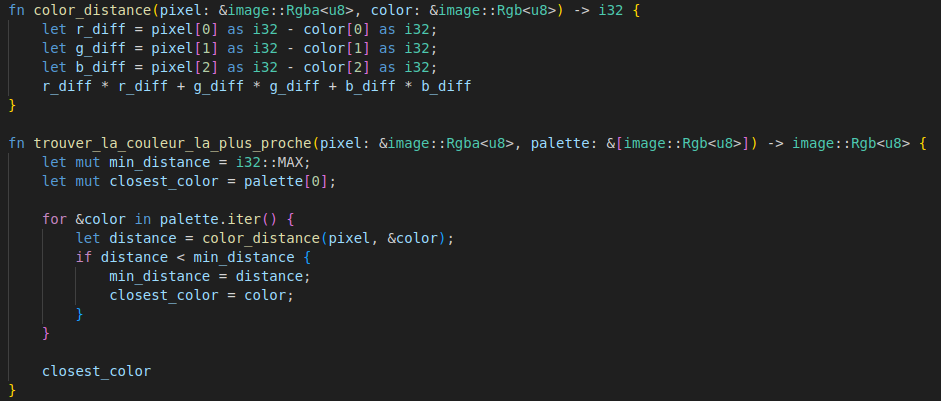 fn color_distance(pixel: &image::Rgba<u8>, color: &image::Rgb<u8>) -> i32 {
    let r_diff = pixel[0] as i32 - color[0] as i32;
    let g_diff = pixel[1] as i32 - color[1] as i32;
    let b_diff = pixel[2] as i32 - color[2] as i32;
    r_diff * r_diff + g_diff * g_diff + b_diff * b_diff
}

fn trouver_la_couleur_la_plus_proche(pixel: &image::Rgba<u8>, palette: &[image::Rgb<u8>]) -> image::Rgb<u8> {
    let mut min_distance = i32::MAX;
    let mut closest_color = palette[0];

    for &color in palette.iter() {
        let distance = color_distance(pixel, &color);
        if distance < min_distance {
            min_distance = distance;
            closest_color = color;
        }
    }

    closest_color
}